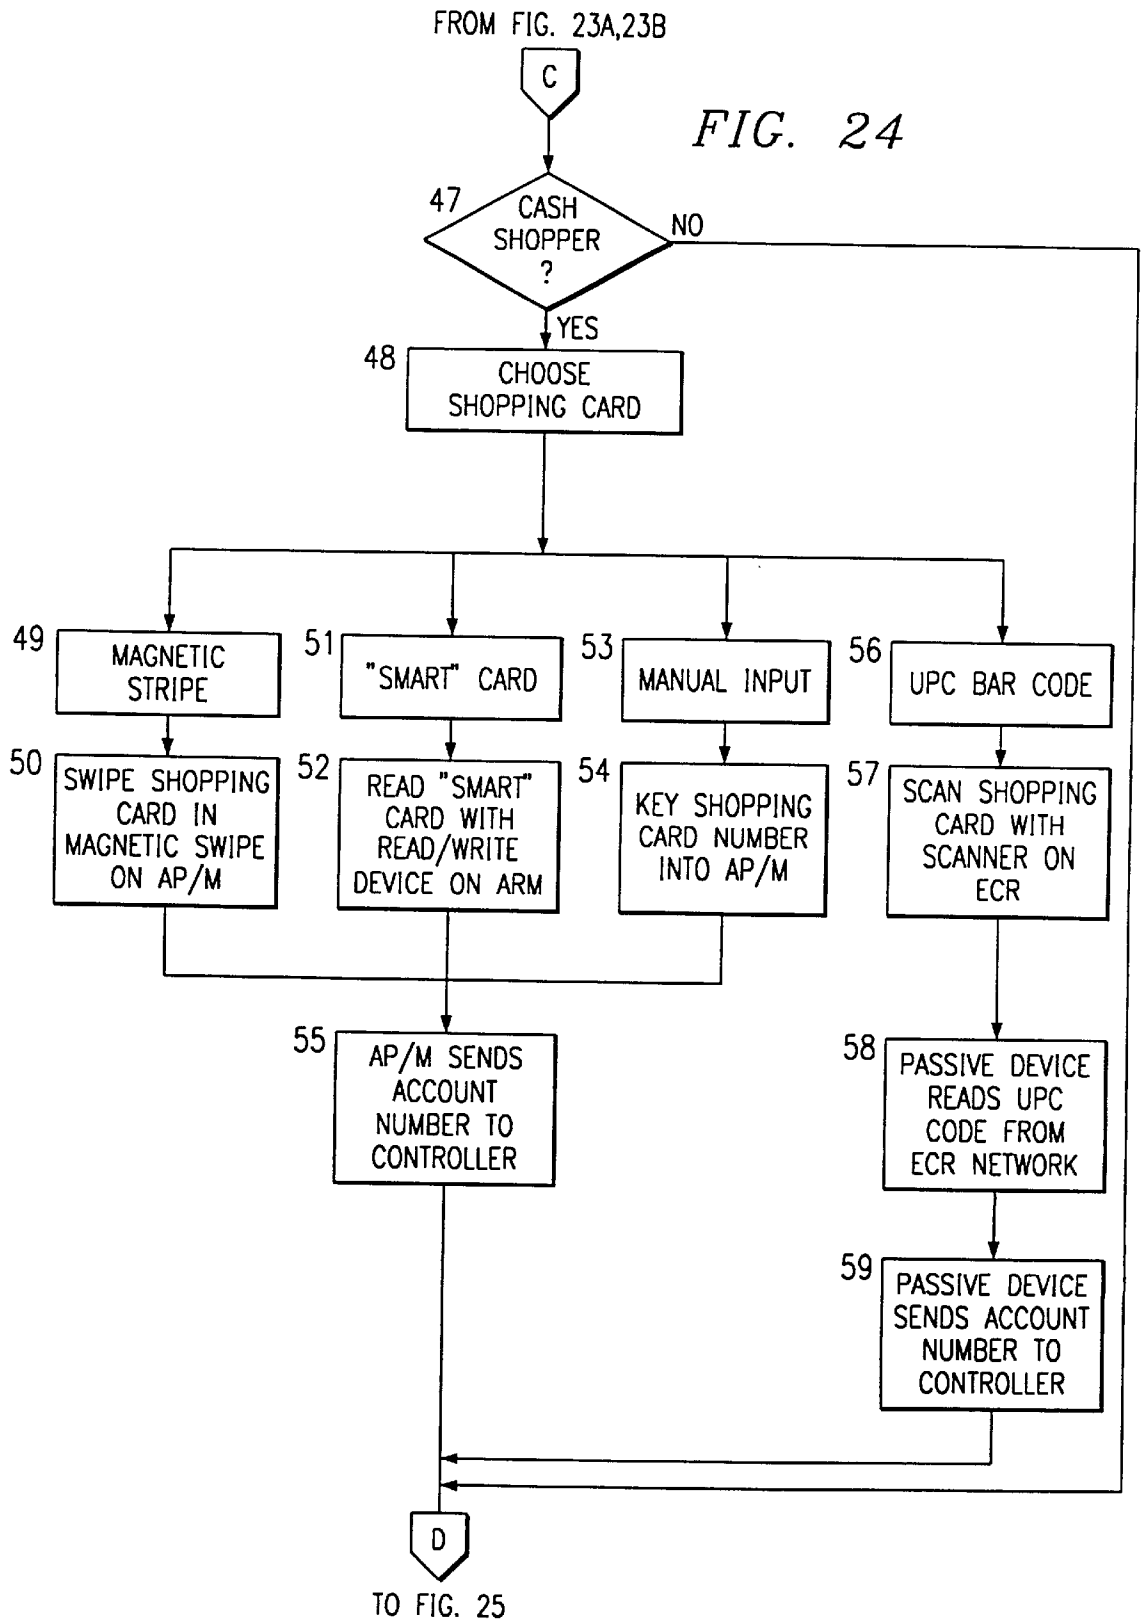 FROM FIG. 23A,23B
C
FIG. 24
47
CASH
SHOPPER
?
NO
YES
48
CHOOSE
SHOPPING CARD
49
MAGNETIC
STRIPE
51
"SMART" CARD
53
MANUAL INPUT
56
UPC BAR CODE
50
SWIPE SHOPPING
CARD IN
MAGNETIC SWIPE
ON AP/M
52
READ "SMART"
CARD WITH
READ/WRITE
DEVICE ON ARM
54
KEY SHOPPING
CARD NUMBER
INTO AP/M
57
SCAN SHOPPING
CARD WITH
SCANNER ON
ECR
55
AP/M SENDS
ACCOUNT
NUMBER TO
CONTROLLER
58
PASSIVE DEVICE
READS UPC
CODE FROM
ECR NETWORK
59
PASSIVE DEVICE
SENDS ACCOUNT
NUMBER TO
CONTROLLER
D
TO FIG. 25